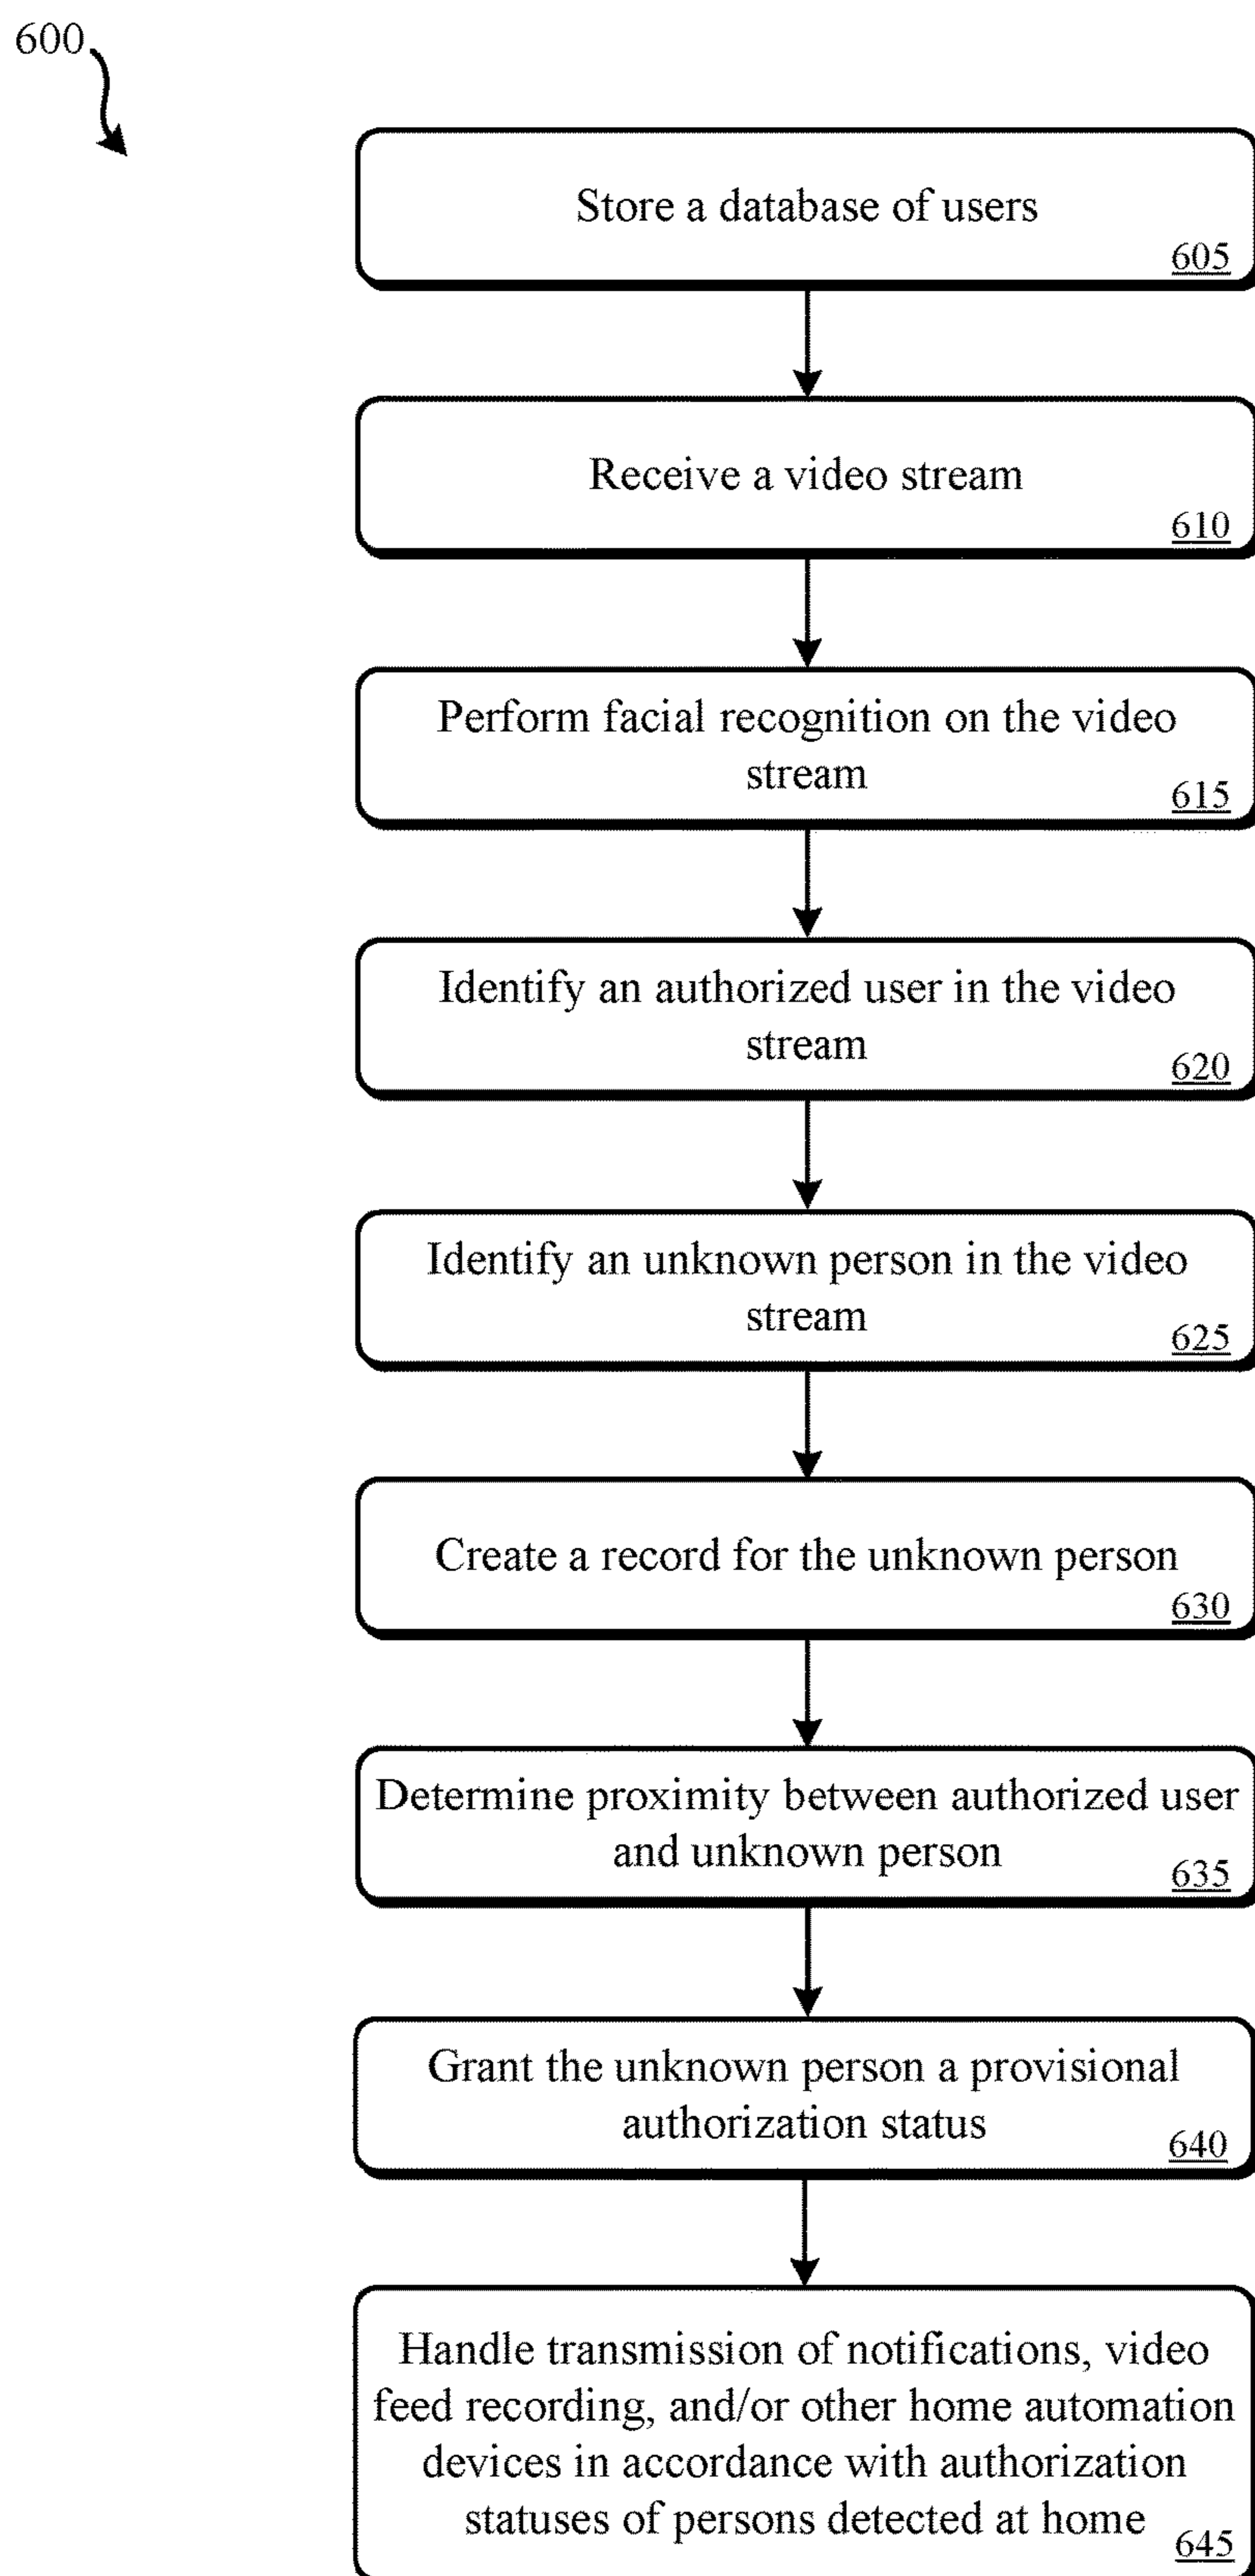 600
Store a database of users
605
Receive a video stream
610
Perform facial recognition on the video
stream
615
Identify an authorized user in the video
stream
620
Identify an unknown person in the video
stream
625
Create a record for the unknown person
630
Determine proximity between authorized user
and unknown person
635
Grant the unknown person a provisional
authorization status
640
Handle transmission of notifications, video
feed recording, and/or other home automation
devices in accordance with authorization
statuses of persons detected at home
645